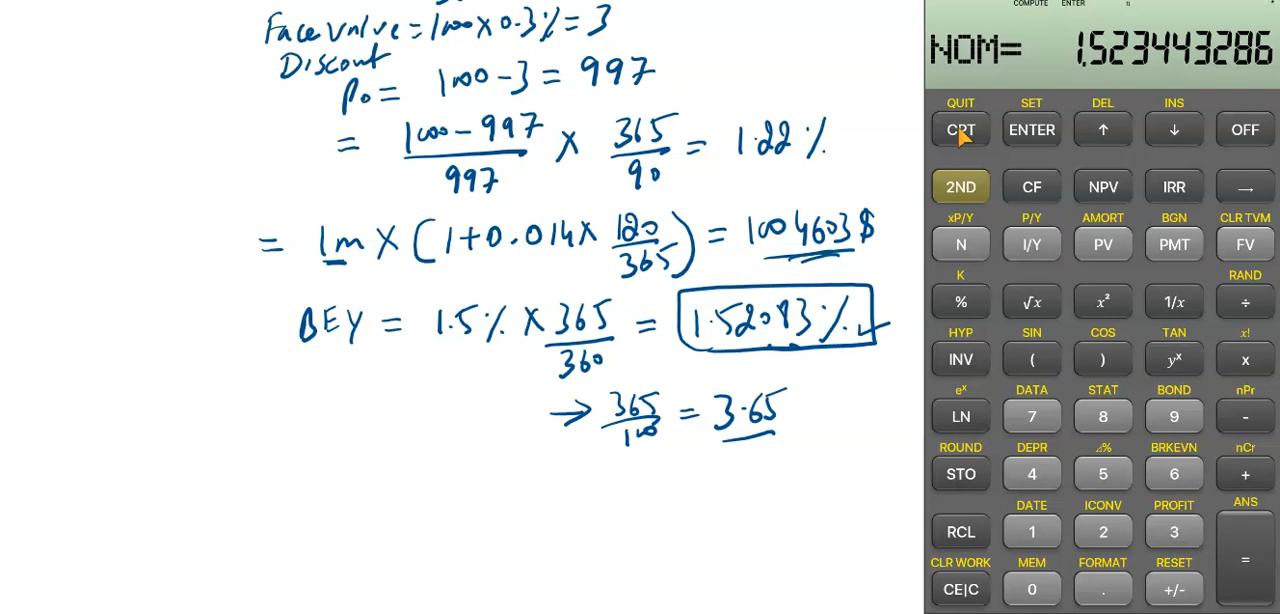 Face value = 1000 x 0.3% = 3
Discount
P0 = 1000 - 3 = 997
= 1000 - 997 / 997 x 365 / 90 = 1.22%
= 1m x (1 + 0.014 x 120 / 365) = 1004603$
BEY = 1.5% x 365 / 360 = 1.52083%
→ 365 / 100 = 3.65
COMPUTE ENTER
NOM= 1.523443286
QUIT SET DEL INS
CPT ENTER ↑ ↓ OFF
2ND CF NPV IRR →
xP/Y P/Y AMORT BGN CLR TVM
N I/Y PV PMT FV
K RAND
% √x x² 1/x ÷
HYP SIN COS TAN x!
INV ( ) yˣ x
eˣ DATA STAT BOND nPr
LN 7 8 9 -
ROUND DEPR ⊿% BRKEVN nCr
STO 4 5 6 +
DATE ICONV PROFIT ANS
RCL 1 2 3 =
CLR WORK MEM FORMAT RESET
CE|C 0 . +/-